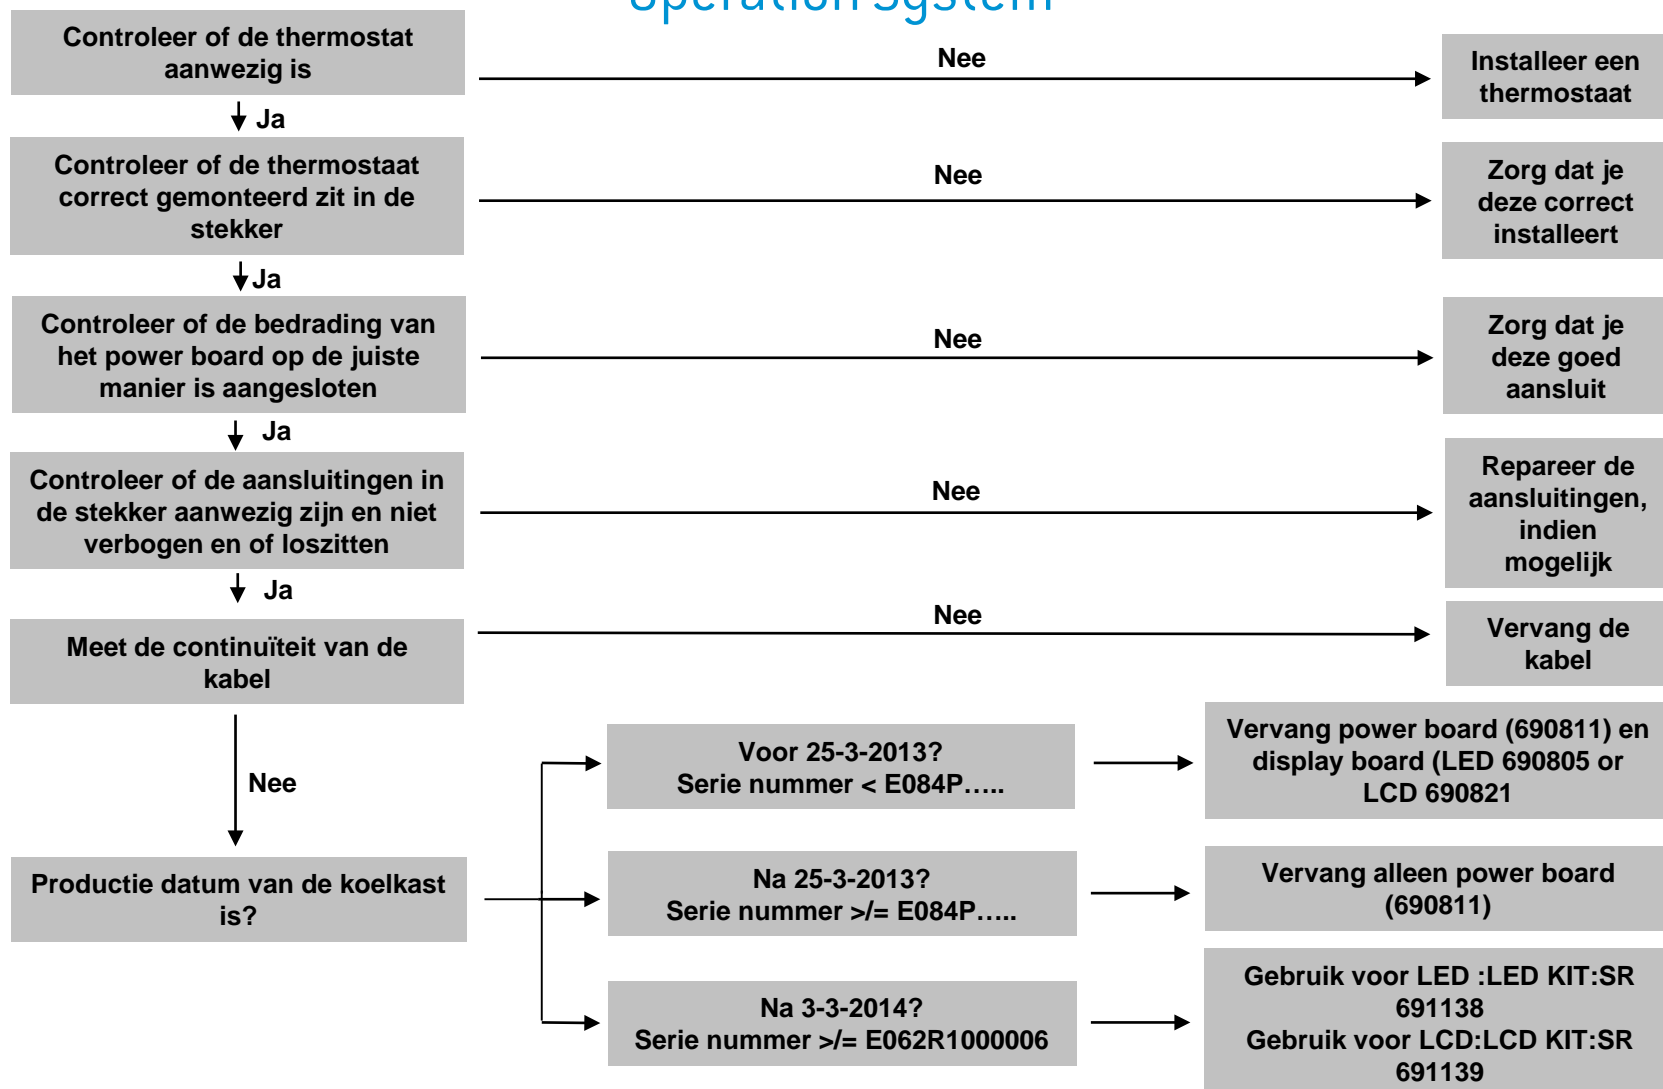 Operation System
Controleer of de thermostat
aanwezig is
Nee
Installeer een
thermostaat
Ja
Controleer of de thermostaat
correct gemonteerd zit in de
stekker
Nee
Zorg dat je
deze correct
installeert
Ja
Controleer of de bedrading van
het power board op de juiste
manier is aangesloten
Nee
Zorg dat je
deze goed
aansluit
Ja
Controleer of de aansluitingen in
de stekker aanwezig zijn en niet
verbogen en of loszitten
Nee
Repareer de
aansluitingen,
indien
mogelijk
Ja
Meet de continuïteit van de
kabel
Nee
Vervang de
kabel
Nee
Productie datum van de koelkast
is?
Voor 25-3-2013?
Serie nummer < E084P…..
Vervang power board (690811) en
display board (LED 690805 or
LCD 690821
Na 25-3-2013?
Serie nummer >/= E084P…..
Vervang alleen power board
(690811)
Na 3-3-2014?
Serie nummer >/= E062R1000006
Gebruik voor LED :LED KIT:SR
691138
Gebruik voor LCD:LCD KIT:SR
691139